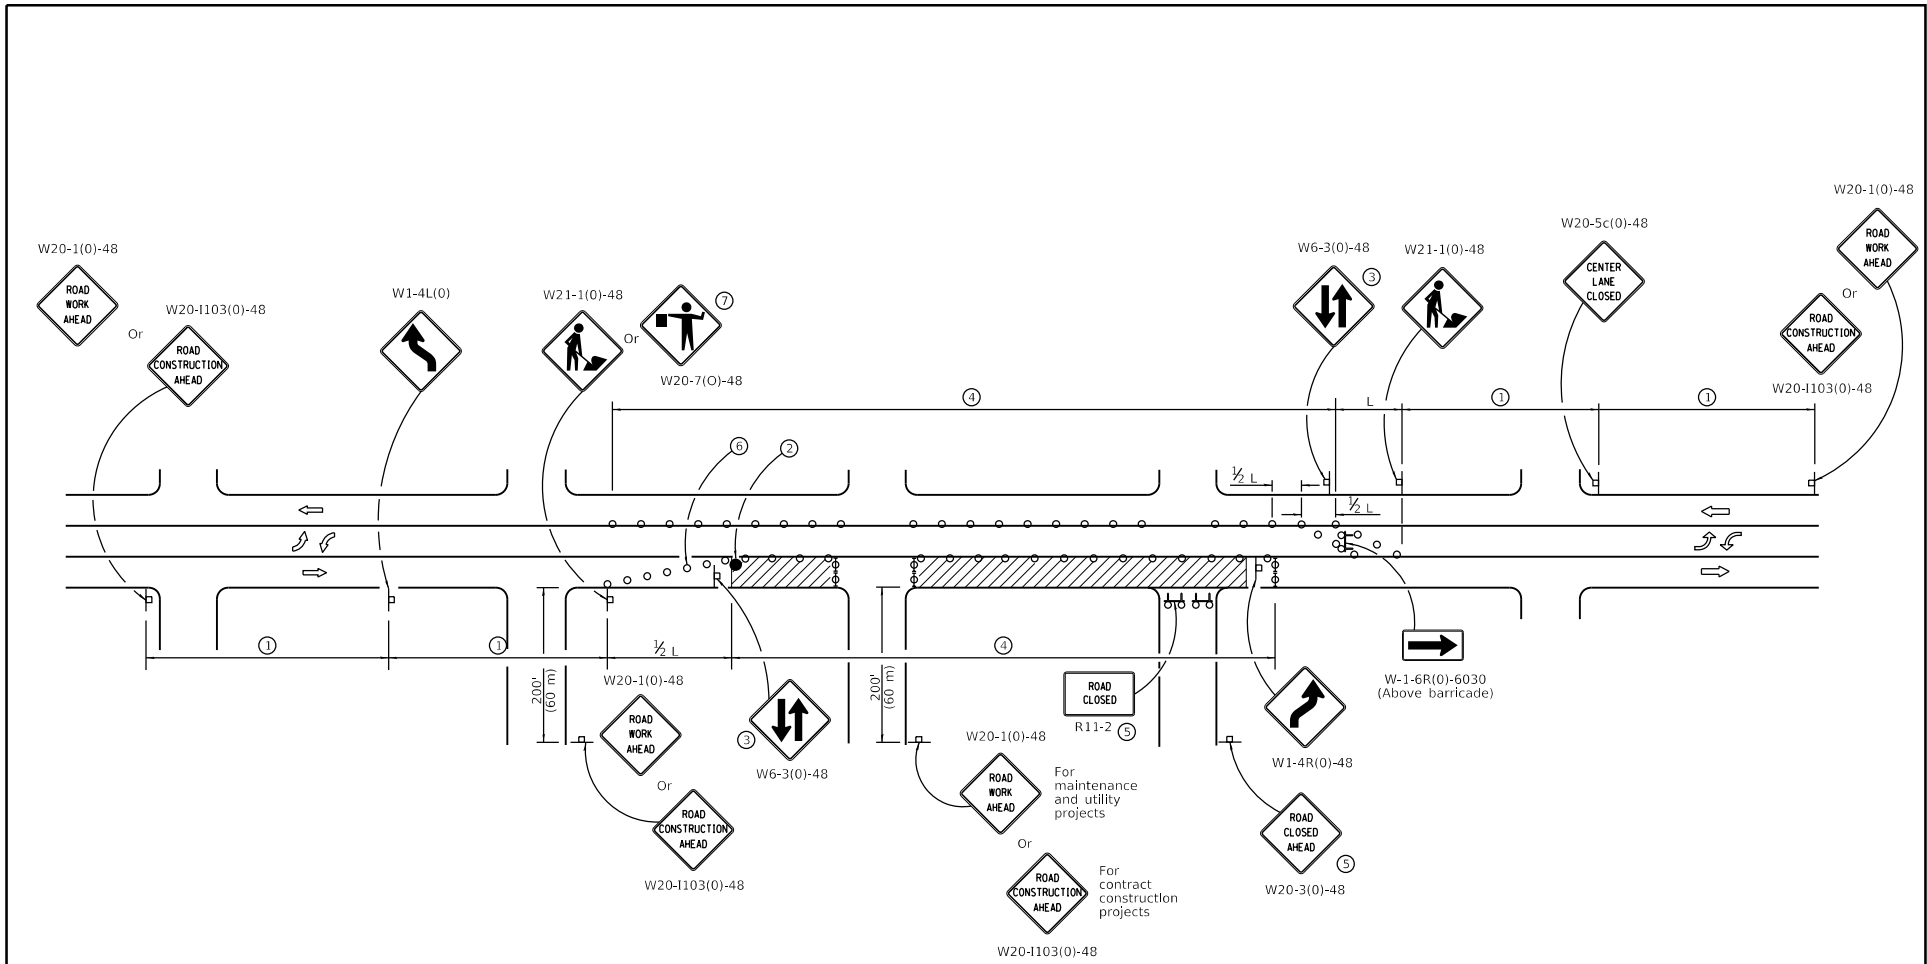 W20-1(0)-48
W20-5c(0)-48
ROAD
WORK
AHEAD
W20-1(0)-48
ROAD
WORK
AHEAD
Or
W20-I103(0)-48
ROAD
CONSTRUCTION
AHEAD
W1-4L(0)
W21-1(0)-48
Or
7
W20-7(O)-48
W6-3(0)-48
3
W21-1(0)-48
CENTER
LANE
CLOSED
Or
ROAD
CONSTRUCTION
AHEAD
W20-I103(0)-48
4
L
1
1
6
2
½ L
½ L
1
1
½ L
4
200'
(60 m)
200'
(60 m)
W20-1(0)-48
ROAD
WORK
AHEAD
Or
ROAD
CONSTRUCTION
AHEAD
W20-I103(0)-48
3
W6-3(0)-48
ROAD
CLOSED
R11-2
5
W-1-6R(0)-6030
(Above barricade)
W1-4R(0)-48
W20-1(0)-48
ROAD
WORK
AHEAD
For
maintenance
and utility
projects
Or
ROAD
CONSTRUCTION
AHEAD
For
contract
construction
projects
W20-I103(0)-48
ROAD
CLOSED
AHEAD
5
W20-3(0)-48